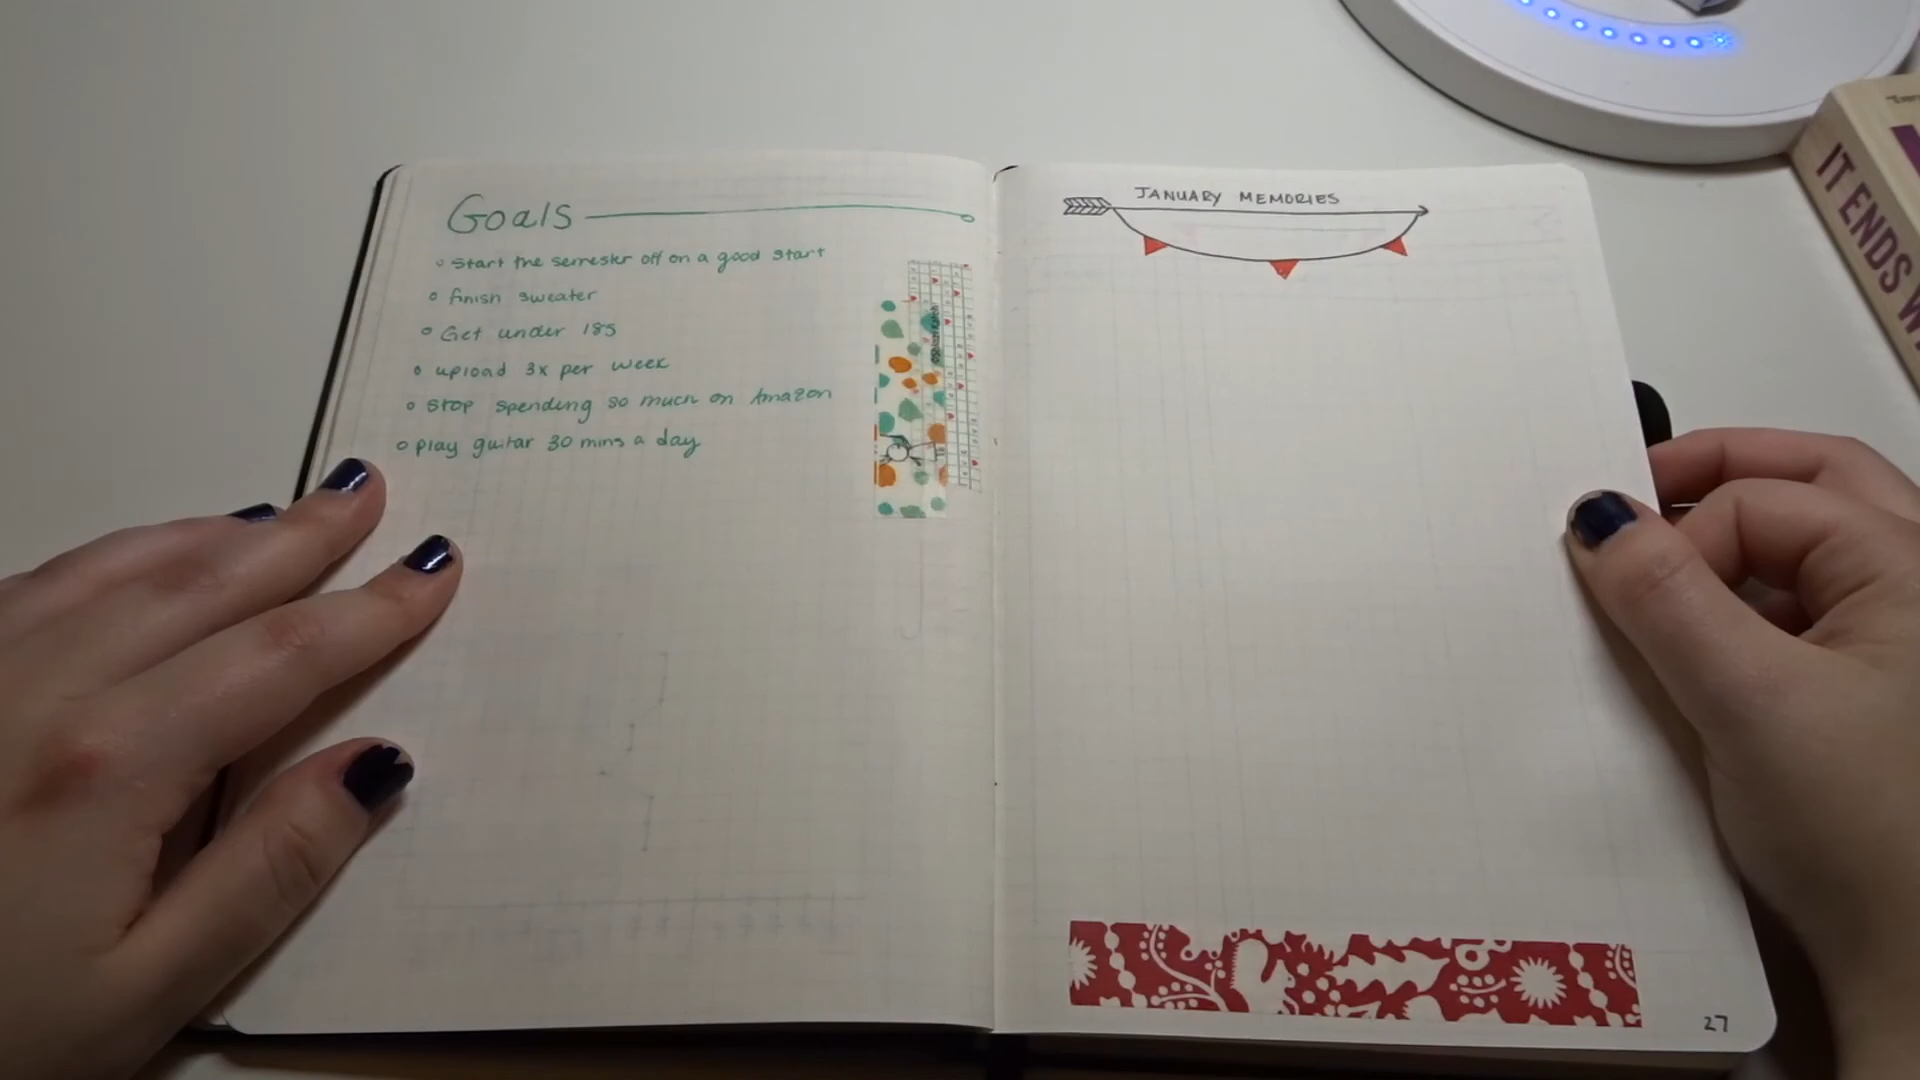 Goals
Start the semester off on a good start
finish sweater
Get under 185
upload 3x per week
Stop spending so much on Amazon
play guitar 30 mins a day
JANUARY MEMORIES
27
IT ENDS W